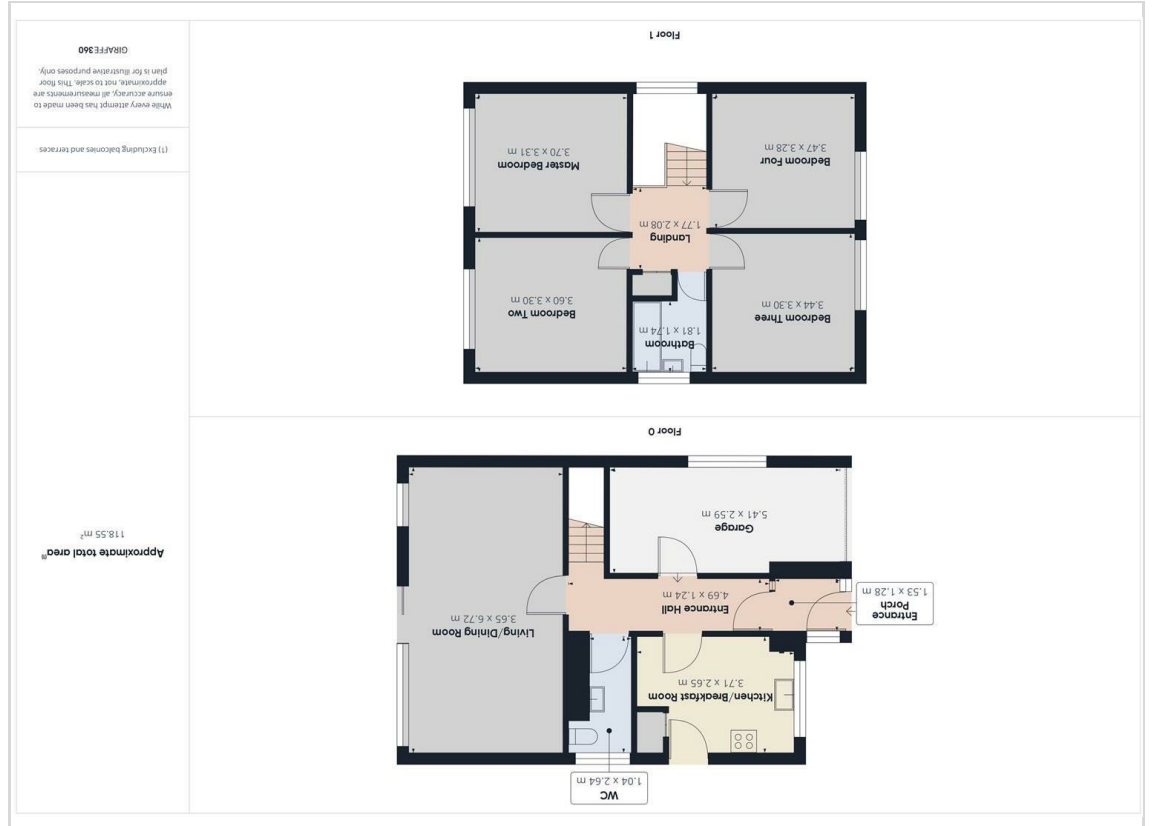 Approximate total area⁽¹⁾
118.55 m²
(1) Excluding balconies and terraces
While every attempt has been made to
ensure accuracy, all measurements are
approximate, not to scale. This floor
plan is for illustrative purposes only.
GIRAFFE360
WC
1.04 x 2.64 m
Kitchen/Breakfast Room
3.71 x 2.65 m
Living/Dining Room
3.65 x 6.72 m
Entrance
Porch
1.53 x 1.28 m
Entrance Hall
4.69 x 1.24 m
Garage
5.41 x 2.59 m
Floor 0
Bathroom
1.81 x 1.74 m
Bedroom Three
3.44 x 3.30 m
Bedroom Two
3.60 x 3.30 m
Landing
1.77 x 2.08 m
Bedroom Four
3.47 x 3.28 m
Master Bedroom
3.70 x 3.31 m
Floor 1